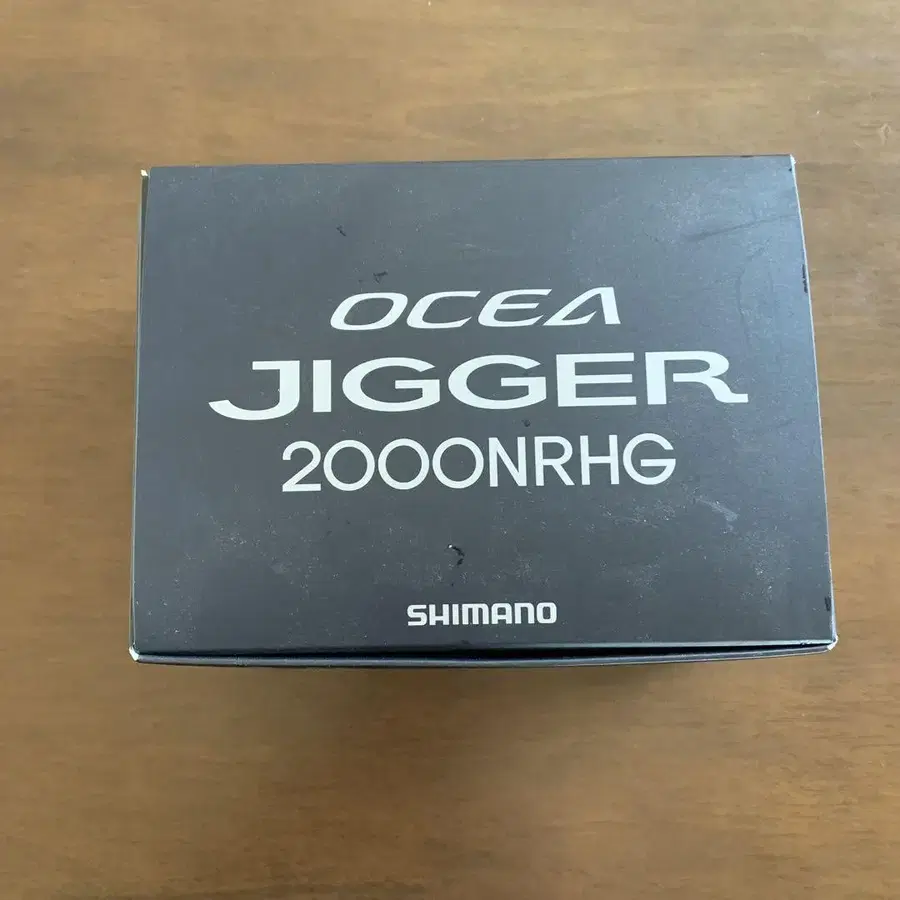 OCEA
JIGGER
2000NRHG
SHIMANO